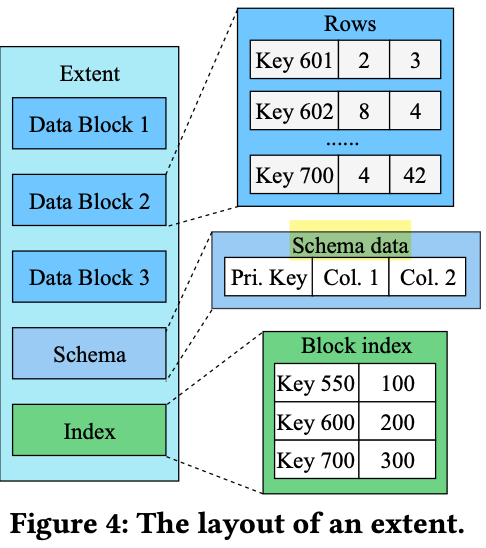 Extent
Data Block 1
Data Block 2
Data Block 3
Schema
Index
Rows
Key 601 2 3
Key 602 8 4
......
Key 700 4 42
Schema data
Pri. Key Col. 1 Col. 2
Block index
Key 550 100
Key 600 200
Key 700 300
Figure 4: The layout of an extent.